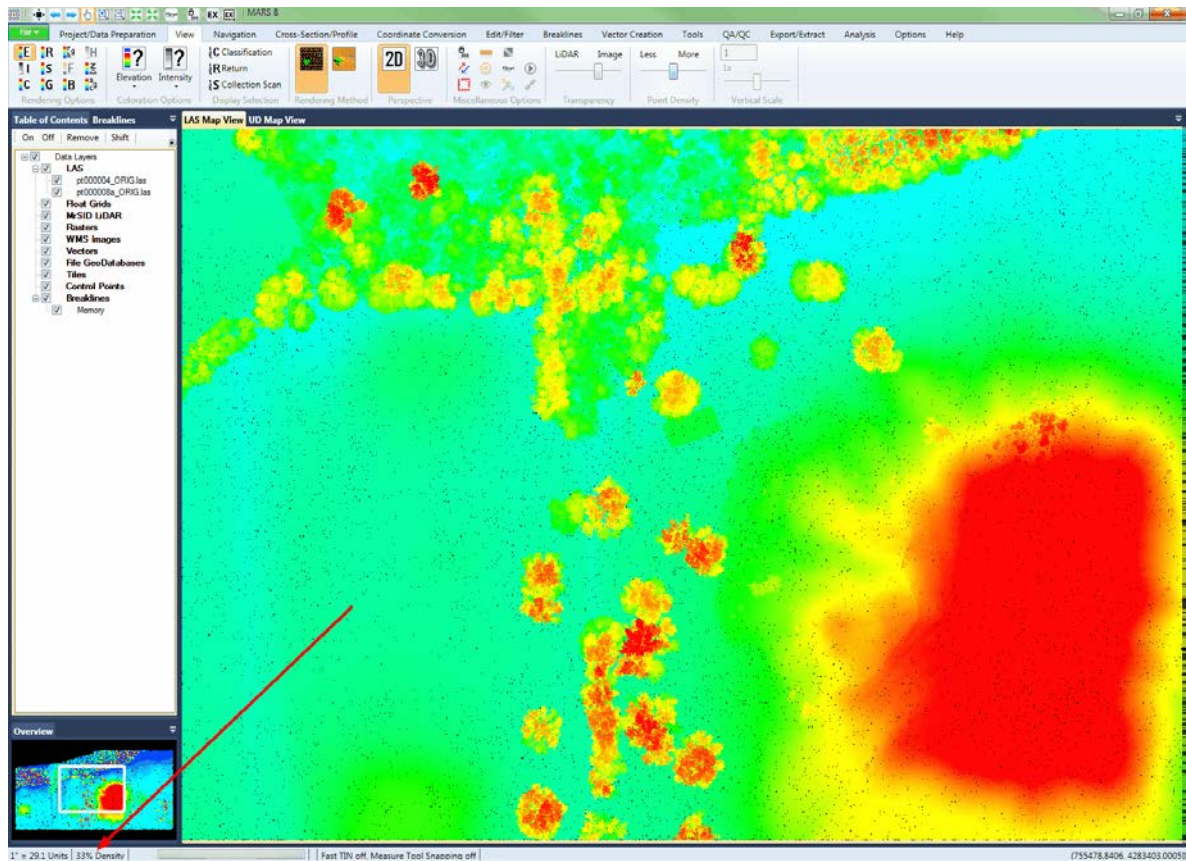 EX EX MARS 8
File Project/Data Preparation View Navigation Cross-Section/Profile Coordinate Conversion Edit/Filter Breaklines Vector Creation Tools QA/QC Export/Extract Analysis Options Help
E R H C Classification 2D 3D LiDAR Image Less More 1
I S F R Return 1x
C G B Elevation Intensity S Collection Scan
Rendering Options Coloration Options Display Selection Rendering Method Perspective Miscellaneous Options Transparency Point Density Vertical Scale
Table of Contents Breaklines LAS Map View UD Map View
On Off Remove Shift
Data Layers
LAS
pt000004_ORIG.las
pt000008a_ORIG.las
Float Grids
MrSID LiDAR
Rasters
WMS Images
Vectors
File GeoDatabases
Tiles
Control Points
Breaklines
Memory
Overview
1" = 29.1 Units 33% Density Fast TIN off, Measure Tool Snapping off (755478.8406, 4283403.0005)